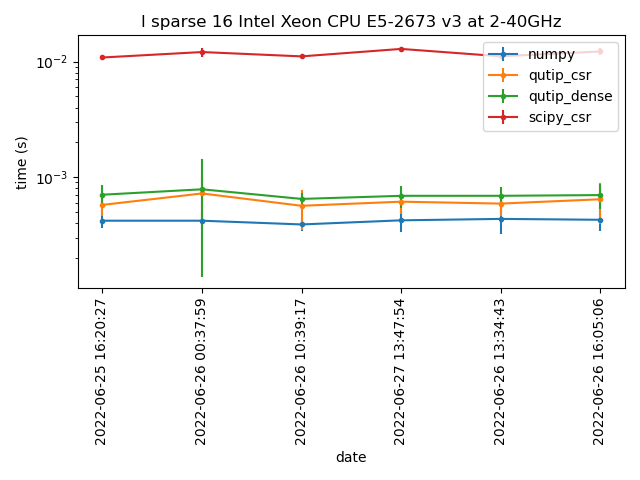 I sparse 16 Intel Xeon CPU E5-2673 v3 at 2-40GHz
numpy
qutip_csr
qutip_dense
scipy_csr
time (s)
10⁻²
10⁻³
2022-06-25 16:20:27
2022-06-26 00:37:59
2022-06-26 10:39:17
2022-06-27 13:47:54
2022-06-26 13:34:43
2022-06-26 16:05:06
date